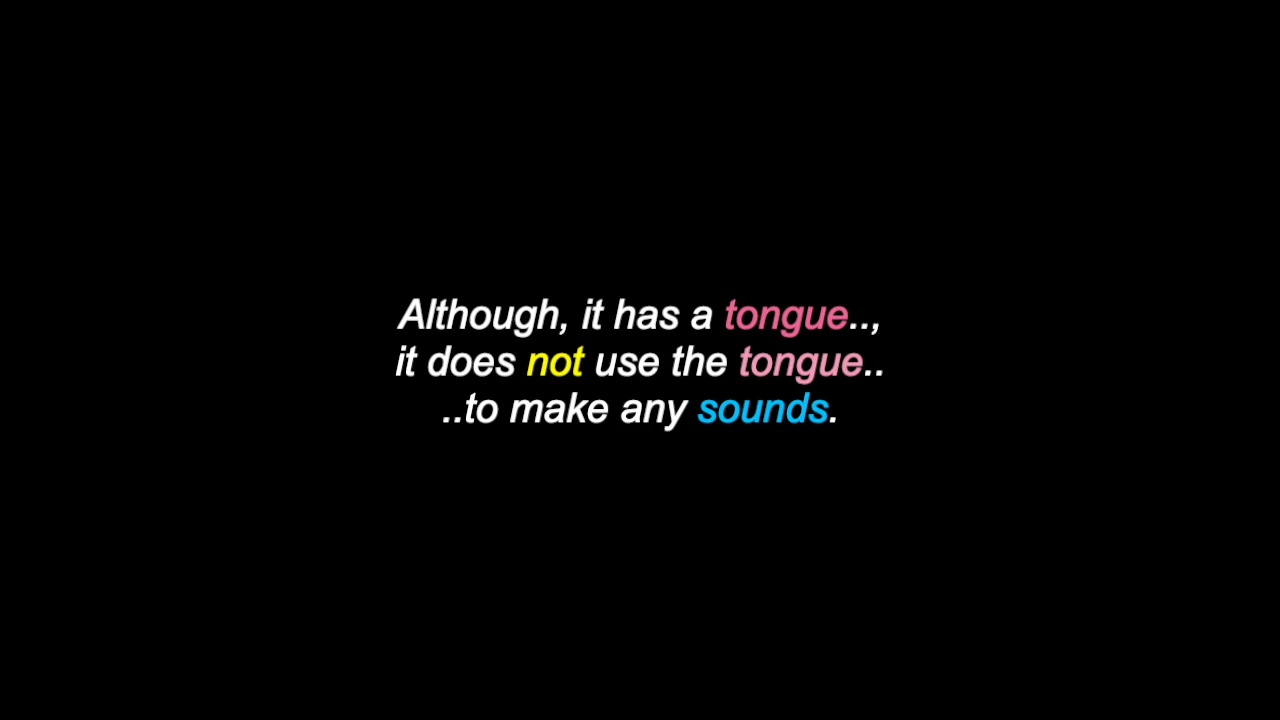 Although, it has a tongue..,
it does not use the tongue..
..to make any sounds.